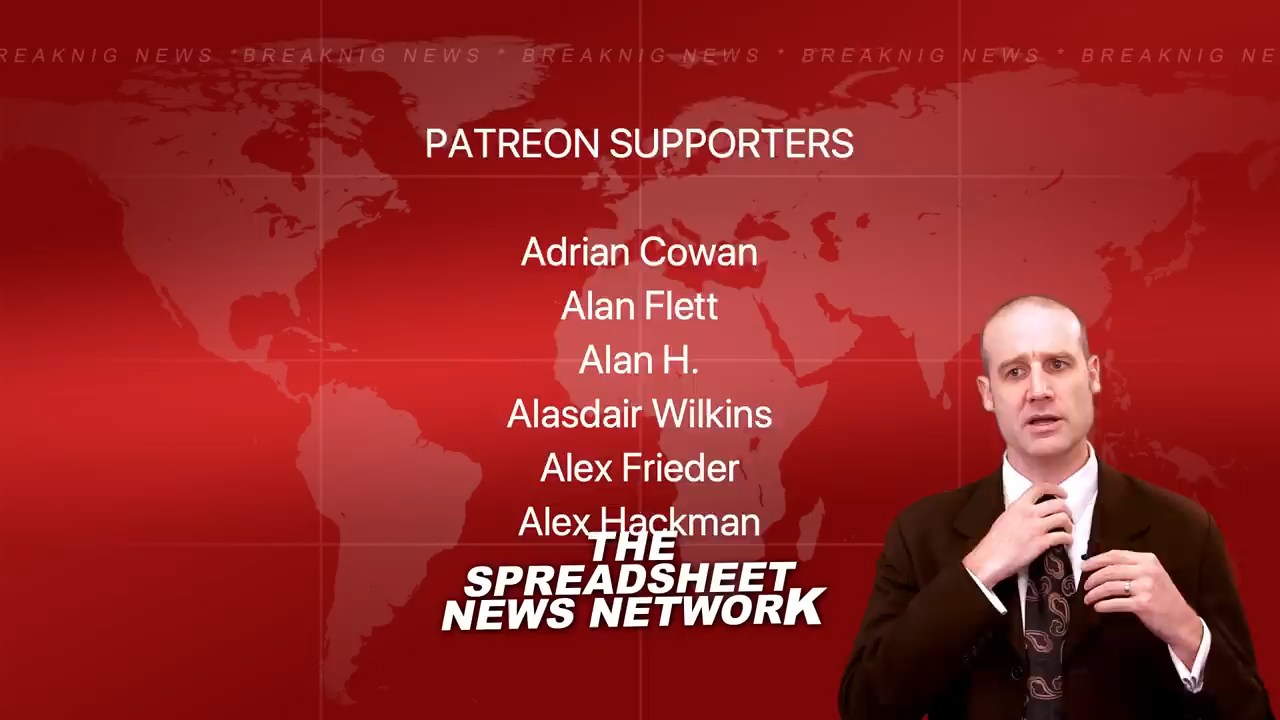 REAKNIG NEWS * BREAKNIG NEWS * BREAKNIG NEWS * BREAKNIG NEWS * BREAKNIG NE
PATREON SUPPORTERS
Adrian Cowan
Alan Flett
Alan H.
Alasdair Wilkins
Alex Frieder
Alex Hackman
THE
SPREADSHEET
NEWS NETWORK